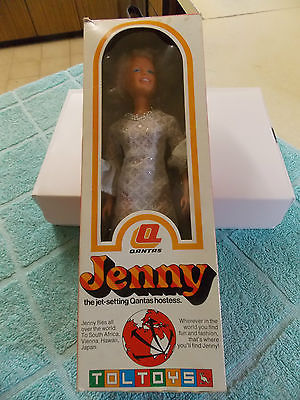 QANTAS
Jenny
the jet-setting Qantas hostess.
Jenny flies all
over the world.
To South Africa,
Vienna, Hawaii,
Japan.
Wherever in the
world you find
fun and fashion,
that's where
you'll find Jenny!
TOLTOYS